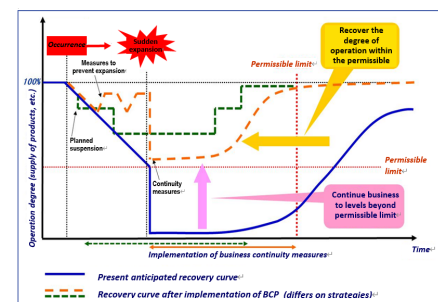 Occurrence
Sudden
expansion
Measures to
prevent expansion
Permissible limit
Recover the
degree of
operation within
the permissible
100%
Planned
suspension
Continuity
measures
Permissible
limit
Continue business
to levels beyond
permissible limit
Operation degree (supply of products, etc.)
Time
Implementation of business continuity measures
Present anticipated recovery curve
Recovery curve after implementation of BCP (differs on strategies)